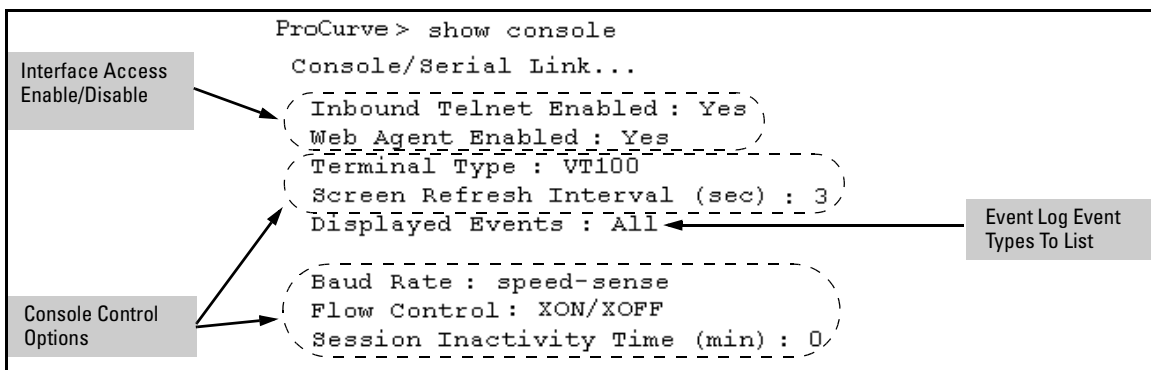 ProCurve> show console
Console/Serial Link...
Interface Access
Enable/Disable
Inbound Telnet Enabled : Yes
Web Agent Enabled : Yes
Terminal Type : VT100
Screen Refresh Interval (sec) : 3
Displayed Events : All
Event Log Event
Types To List
Baud Rate : speed-sense
Flow Control : XON/XOFF
Session Inactivity Time (min) : 0
Console Control
Options